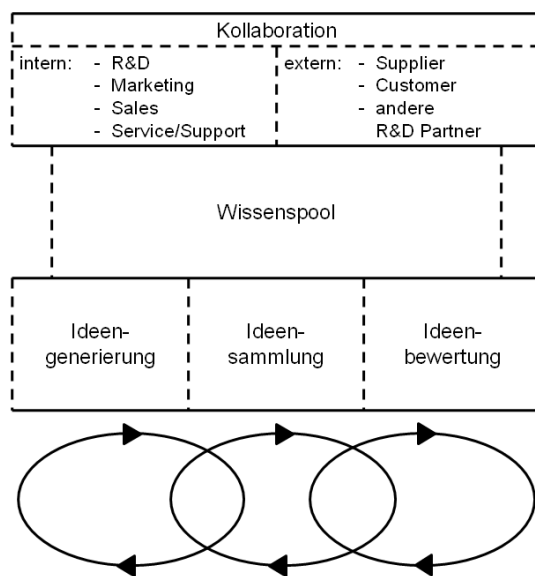 Kollaboration
intern: - R&D
- Marketing
- Sales
- Service/Support
extern: - Supplier
- Customer
- andere
R&D Partner
Wissenspool
Ideen-
generierung
Ideen-
sammlung
Ideen-
bewertung